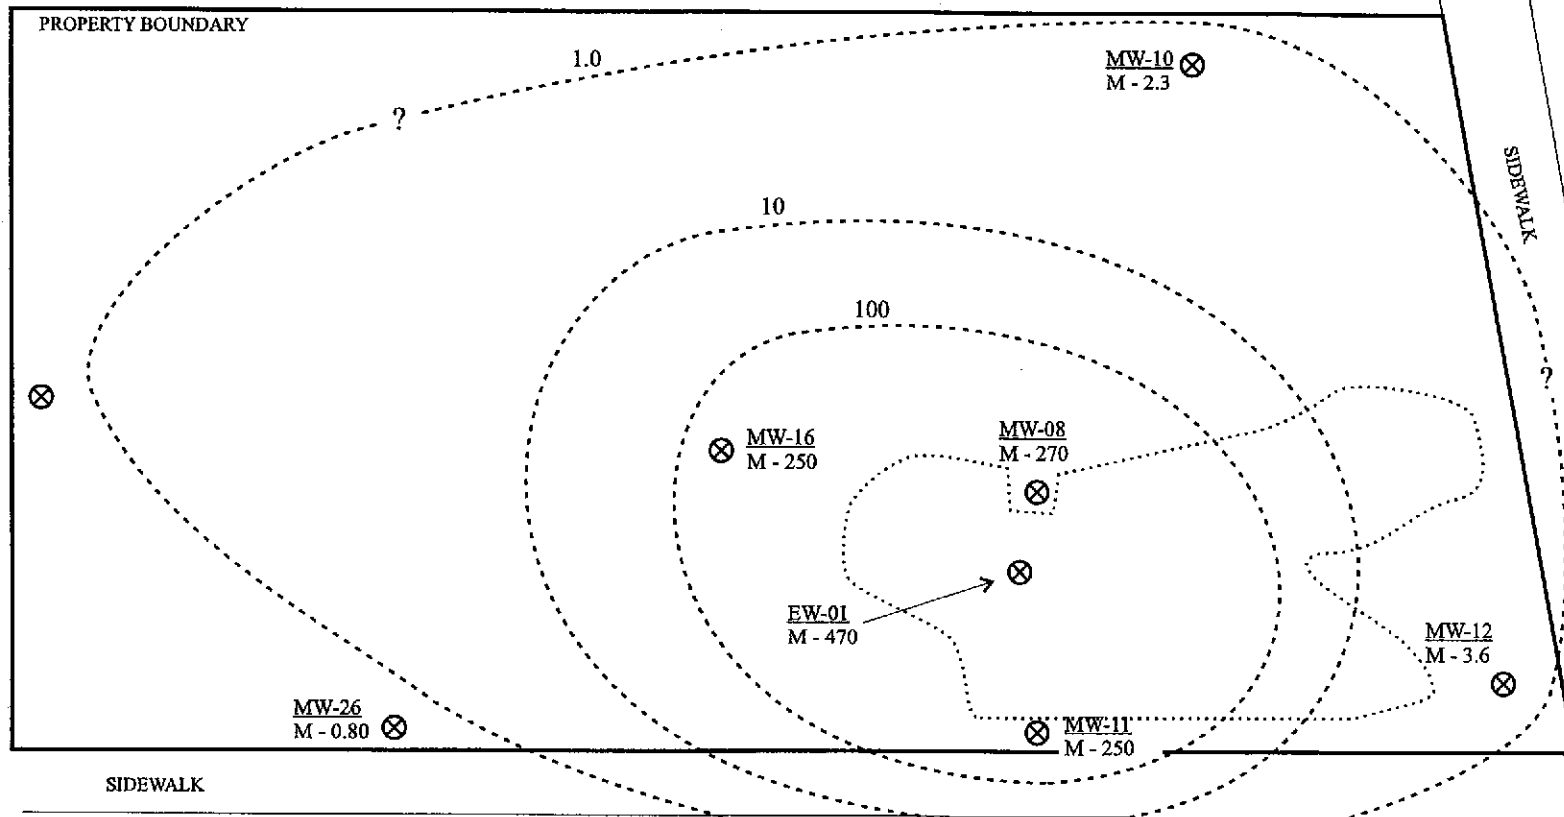 PROPERTY BOUNDARY
1.0
MW-10
M - 2.3
?
SIDEWALK
10
100
?
MW-16
M - 250
MW-08
M - 270
EW-01
M - 470
MW-12
M - 3.6
MW-26
M - 0.80
MW-11
M - 250
SIDEWALK